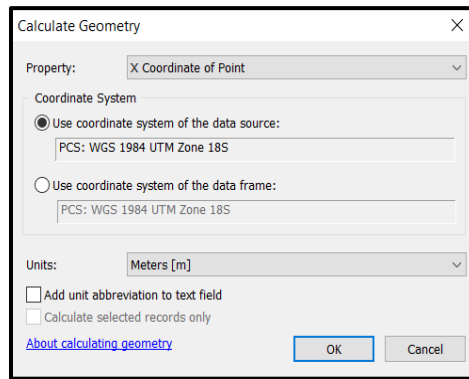 Calculate Geometry
Property: X Coordinate of Point
Coordinate System
Use coordinate system of the data source:
PCS: WGS 1984 UTM Zone 18S
Use coordinate system of the data frame:
PCS: WGS 1984 UTM Zone 18S
Units: Meters [m]
Add unit abbreviation to text field
Calculate selected records only
About calculating geometry OK Cancel